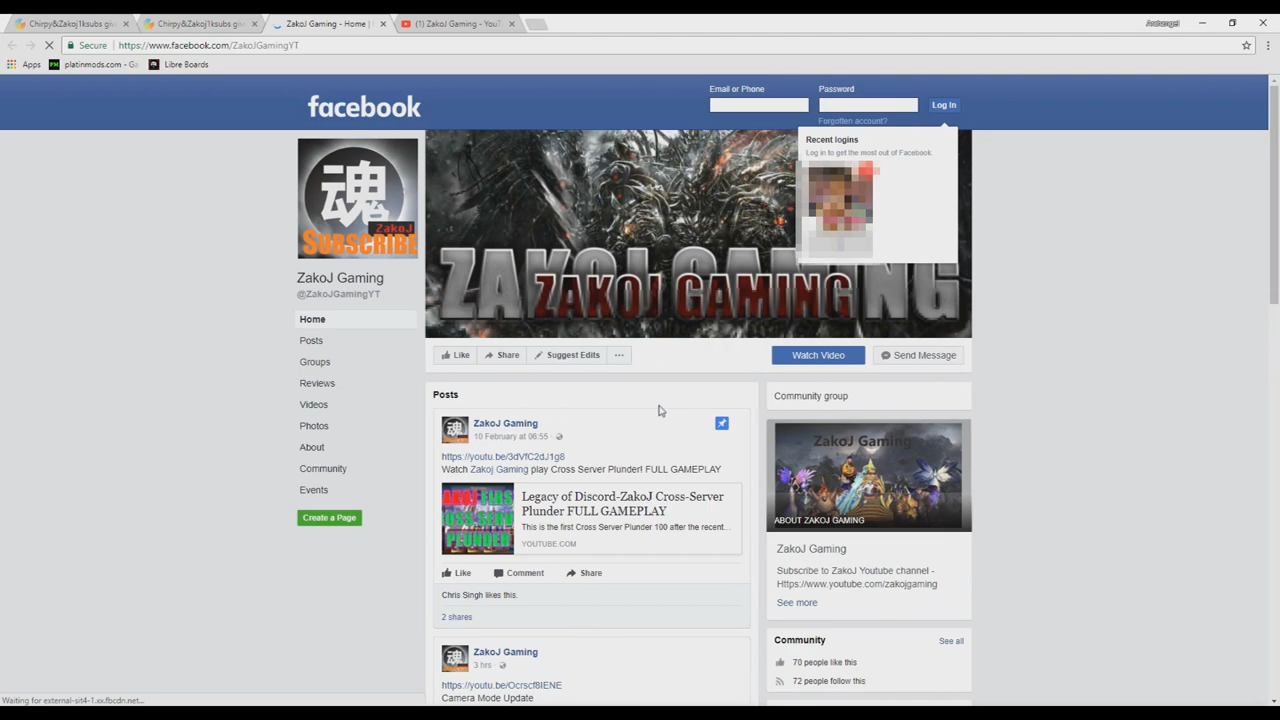 Chirpy&Zakoj1ksubs giv
Chirpy&Zakoj1ksubs giv
ZakoJ Gaming - Home |
(1) ZakoJ Gaming - YouT
Archangel
Secure
https://www.facebook.com/ZakoJGamingYT
Apps
platinmods.com - Ga
Libre Boards
facebook
Email or Phone
Password
Log In
Forgotten account?
Recent logins
Log in to get the most out of Facebook.
魂
ZakoJ
SUBSCRIBE
ZAKOJ GAMING
ZAKOJ GAMING
ZakoJ Gaming
@ZakoJGamingYT
Home
Posts
Groups
Reviews
Videos
Photos
About
Community
Events
Create a Page
Like
Share
Suggest Edits
Watch Video
Send Message
Posts
ZakoJ Gaming
10 February at 06:55
https://youtu.be/3dVfC2dJ1g8
Watch Zakoj Gaming play Cross Server Plunder! FULL GAMEPLAY
Legacy of Discord-ZakoJ Cross-Server
Plunder FULL GAMEPLAY
This is the first Cross Server Plunder 100 after the recent...
YOUTUBE.COM
Like
Comment
Share
Chris Singh likes this.
2 shares
ZakoJ Gaming
3 hrs
https://youtu.be/Ocrscf8IENE
Camera Mode Update
Community group
ZakoJ Gaming
ABOUT ZAKOJ GAMING
ZakoJ Gaming
Subscribe to ZakoJ Youtube channel -
Https://www.youtube.com/zakojgaming
See more
Community
See all
70 people like this
72 people follow this
Waiting for external-sit4-1.xx.fbcdn.net...